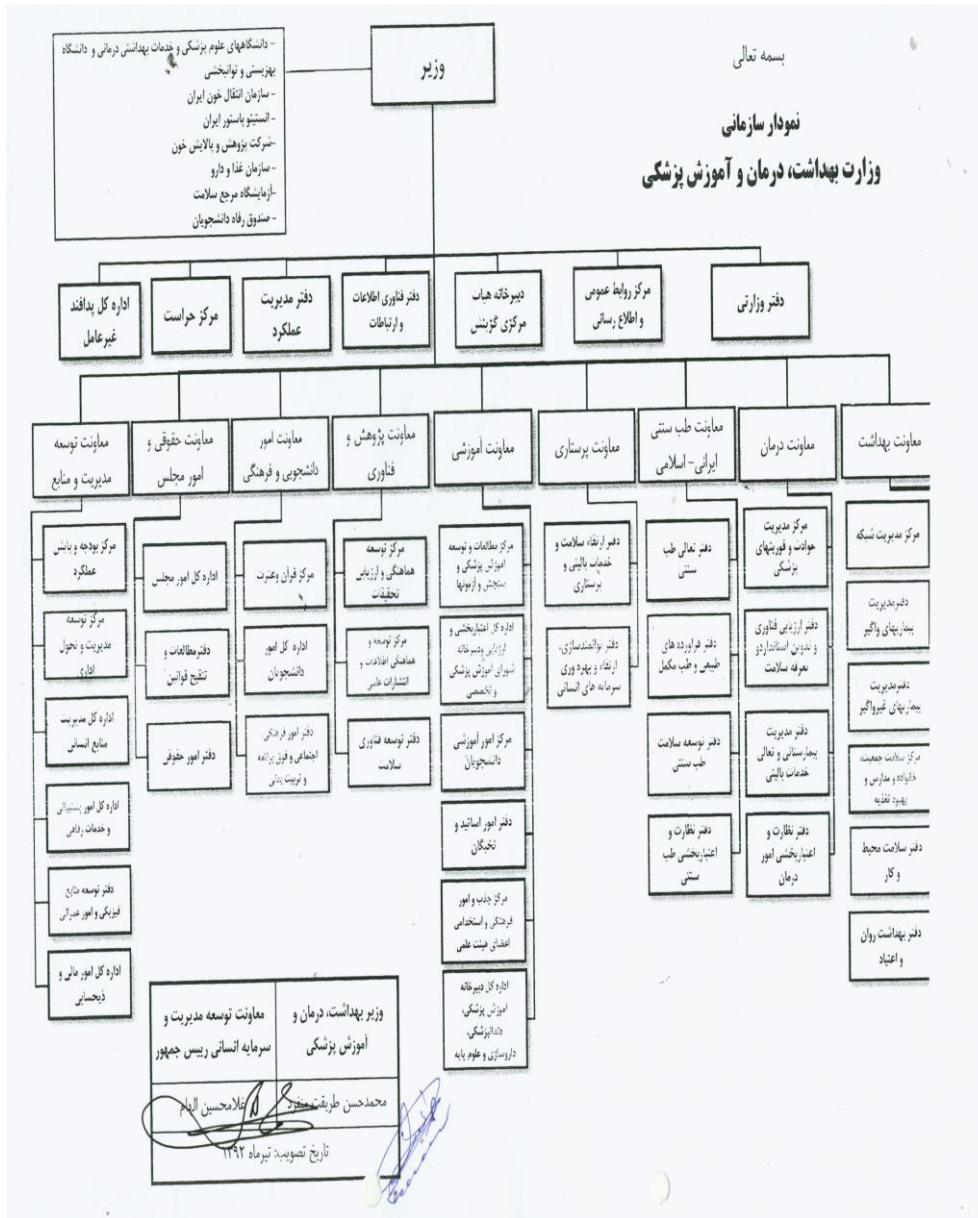 بسمه تعالی
نمودار سازمانی
وزارت بهداشت، درمان و آموزش پزشکی
وزیر
- دانشگاههای علوم پزشکی و خدمات بهداشتی درمانی و دانشگاه
بهزیستی و توانبخشی
- سازمان انتقال خون ایران
- انستیتو پاستور ایران
-شرکت پژوهش و پالایش خون
- سازمان غذا و دارو
-آزمایشگاه مرجع سلامت
- صندوق رفاه دانشجویان
دفتر وزارتی
مرکز روابط عمومی
و اطلاع رسانی
دبیرخانه هیات
مرکزی گزینش
دفتر فناوری اطلاعات
و ارتباطات
دفتر مدیریت
عملکرد
مرکز حراست
اداره کل پدافند
غیرعامل
معاونت بهداشت
مرکز مدیریت شبکه
دفترمدیریت
بیماریهای واگیر
دفترمدیریت
بیماریهای غیرواگیر
مرکز سلامت جمعیت،
خانواده و مدارس و
بهبود تغذیه
دفتر سلامت محیط
و کار
دفتر بهداشت روان
و اعتیاد
معاونت درمان
مرکز مدیریت
حوادث و فوریتهای
پزشکی
دفتر ارزیابی فناوری
و تدوین استانداردو
تعرفه سلامت
دفتر مدیریت
بیمارستانی و تعالی
خدمات بالینی
دفتر نظارت و
اعتباربخشی امور
درمان
معاونت طب سنتی
ایرانی- اسلامی
دفتر تعالی طب
سنتی
دفتر فراورده های
طبیعی و طب مکمل
دفتر توسعه سلامت
طب سنتی
دفتر نظارت و
اعتباربخشی طب
سنتی
معاونت پرستاری
دفتر ارتقاء سلامت و
خدمات بالینی و
پرستاری
دفتر توانمندسازی،
ارتقاء و بهره وری
سرمایه های انسانی
معاونت آموزشی
مرکز مطالعات و توسعه
آموزش پزشکی و
سنجش و آزمونها
اداره کل اعتباربخشی و
ارزیابی ودبیرخانه
شورای آموزش پزشکی
و تخصصی
مرکز امور آموزشی
دانشجویان
دفتر امور اساتید و
نخبگان
مرکز جذب و امور
فرهنگی و استخدامی
اعضای هیئت علمی
اداره کل دبیرخانه
آموزش پزشکی،
دندانپزشکی،
داروسازی و علوم پایه
معاونت پژوهش و
فناوری
مرکز توسعه
هماهنگی و ارزیابی
تحقیقات
مرکز توسعه و
هماهنگی اطلاعات و
انتشارات علمی
دفتر توسعه فناوری
سلامت
معاونت امور
دانشجویی و فرهنگی
مرکز قرآن وعترت
اداره کل امور
دانشجویان
دفتر امور فرهنگی،
اجتماعی و فوق برنامه
و تربیت بدنی
معاونت حقوقی و
امور مجلس
اداره کل امور مجلس
دفترمطالعات و
تنقیح قوانین
دفتر امور حقوقی
معاونت توسعه
مدیریت و منابع
مرکز بودجه و پایش
عملکرد
مرکز توسعه
مدیریت و تحول
اداری
اداره کل مدیریت
منابع انسانی
اداره کل امور پشتیبانی
و خدمات رفاهی
دفتر توسعه منابع
فیزیکی و امور عمرانی
اداره کل امور مالی و
ذیحسابی
وزیر بهداشت، درمان و
آموزش پزشکی
معاونت توسعه مدیریت و
سرمایه انسانی رییس جمهور
محمدحسن طریقت منفرد
غلامحسین الهام
تاریخ تصویب: تیرماه ۱۳۹۲